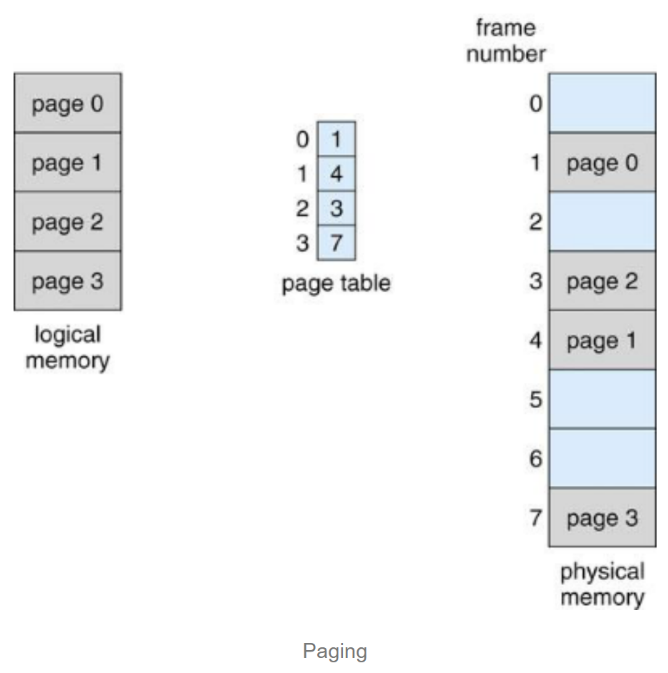 page 0
page 1
page 2
page 3
logical
memory
0 1
1 4
2 3
3 7
page table
frame
number
0
1 page 0
2
3 page 2
4 page 1
5
6
7 page 3
physical
memory
Paging